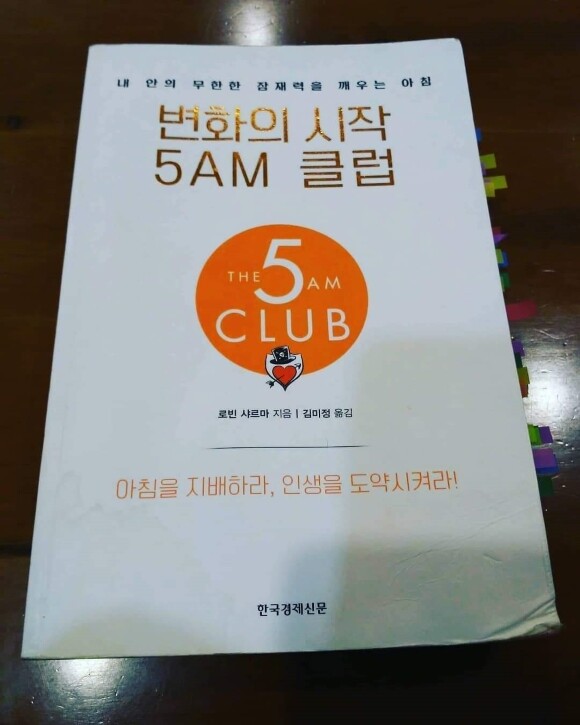 내 안의 무한한 잠재력을 깨우는 아침
변화의 시작
5AM 클럽
THE 5 AM
CLUB
로빈 샤르마 지음 | 김미정 옮김
아침을 지배하라, 인생을 도약시켜라!
한국경제신문